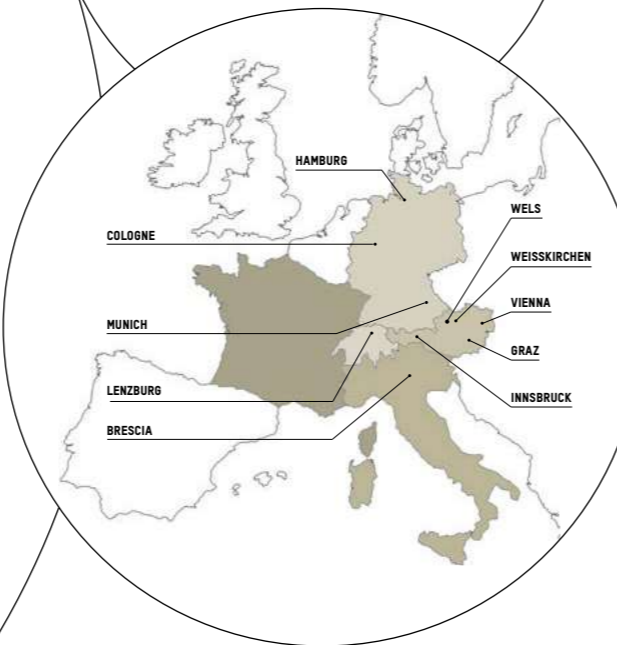 HAMBURG
WELS
COLOGNE
WEISSKIRCHEN
VIENNA
MUNICH
GRAZ
LENZBURG
INNSBRUCK
BRESCIA